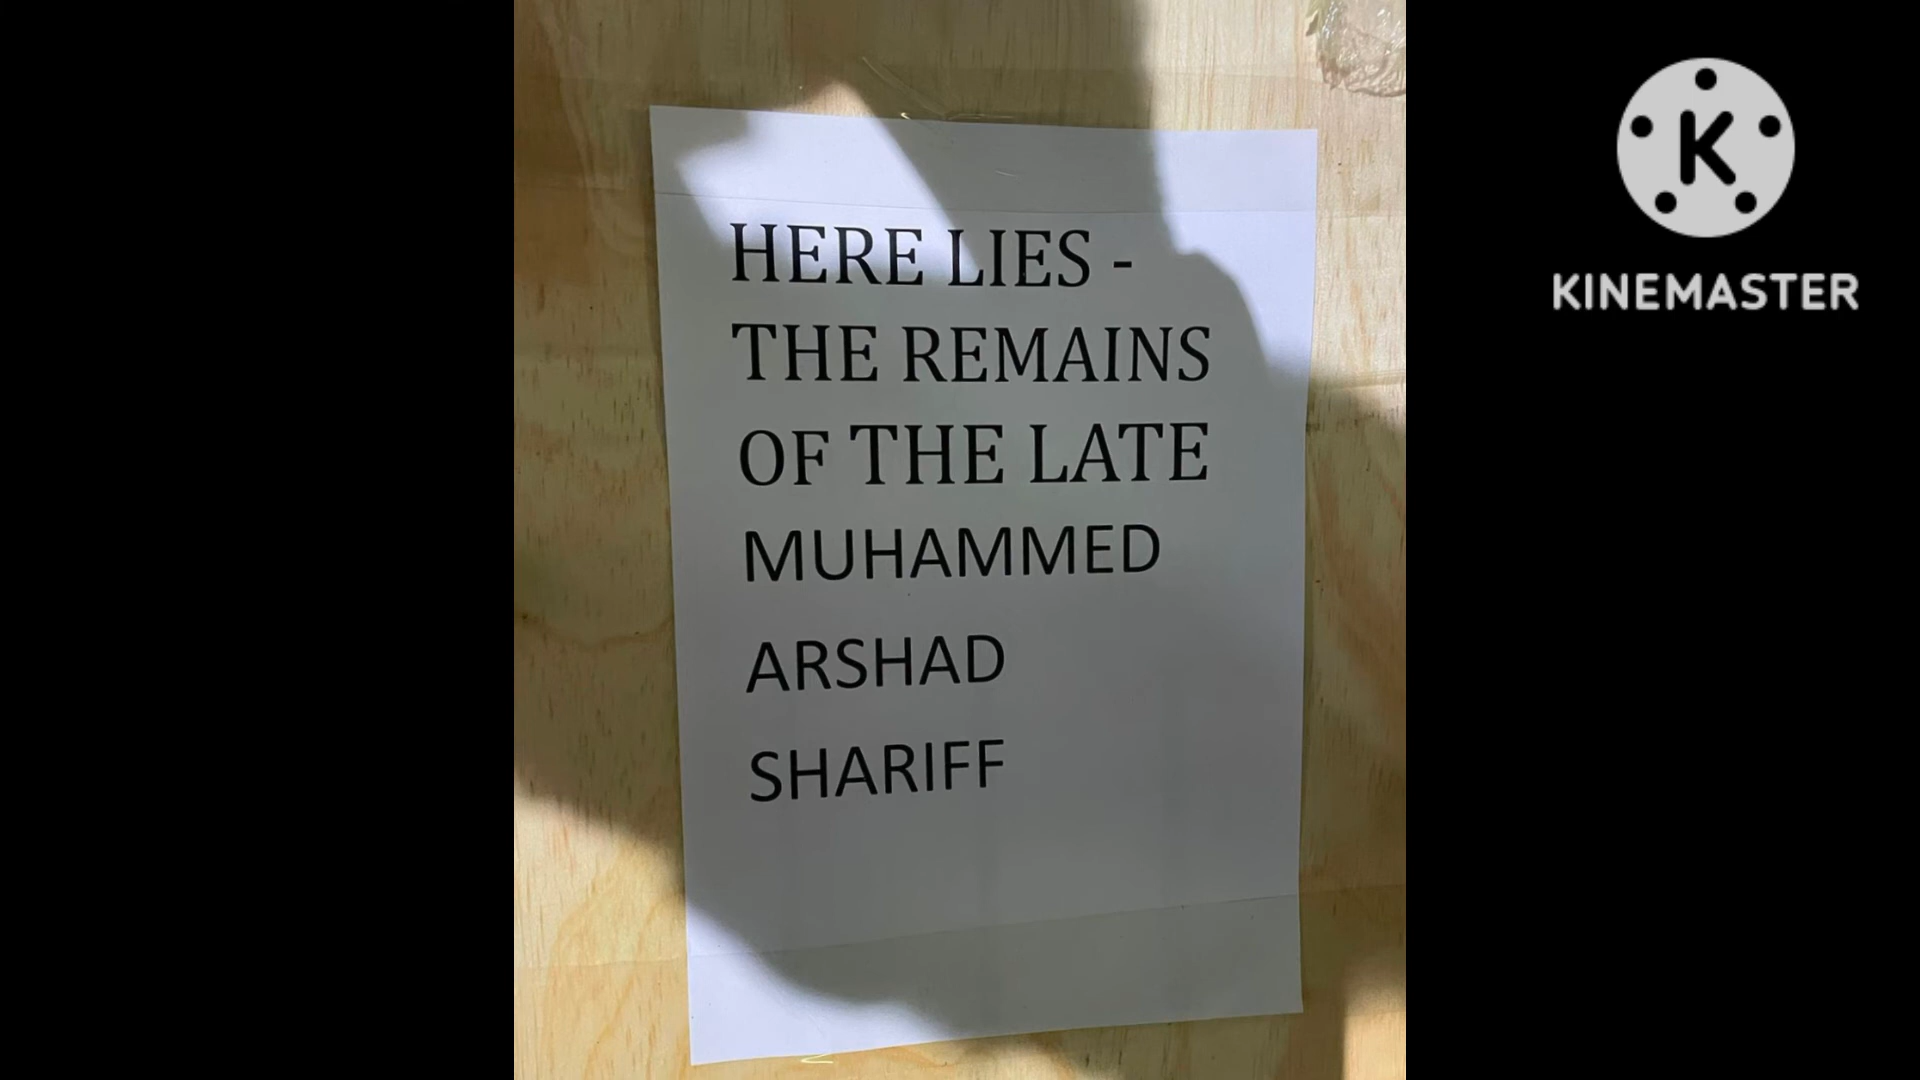 HERE LIES -
THE REMAINS
OF THE LATE
MUHAMMED
ARSHAD
SHARIFF
K
KINEMASTER